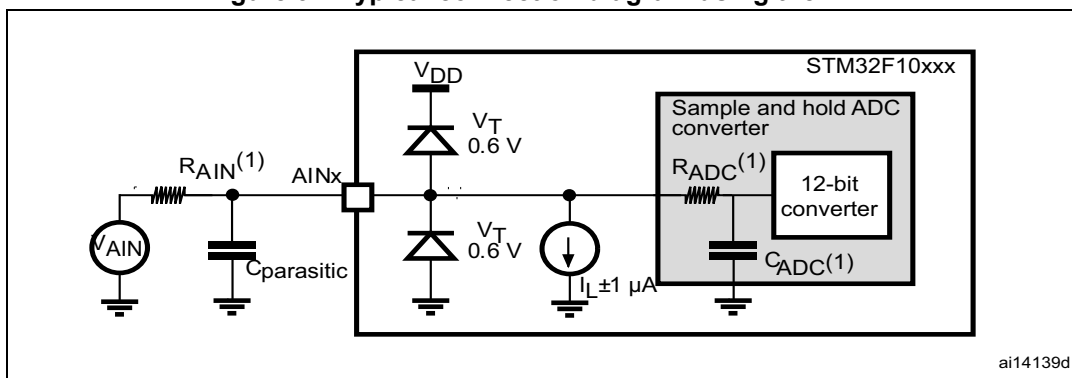 STM32F10xxx
VDD
Sample and hold ADC
converter
VT
0.6 V
RAIN(1)
AINx
RADC(1)
12-bit
converter
VAIN
Cparasitic
VT
0.6 V
IL±1 µA
CADC(1)
ai14139d